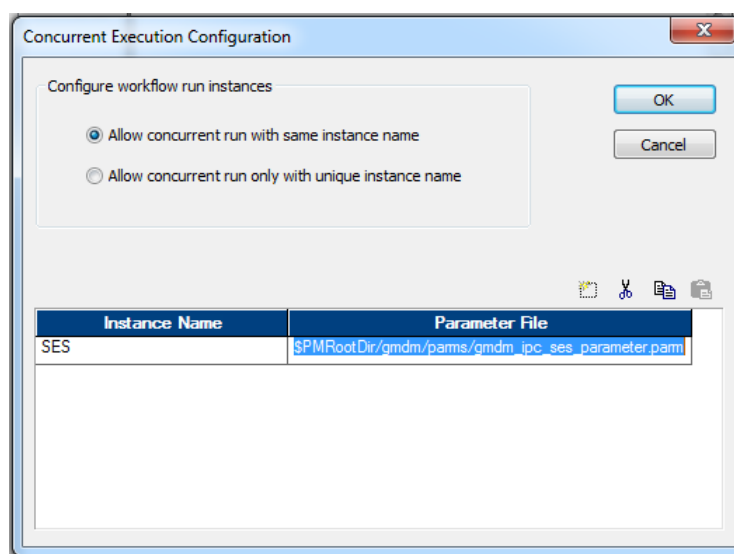 Concurrent Execution Configuration
Configure workflow run instances
OK
Allow concurrent run with same instance name
Cancel
Allow concurrent run only with unique instance name
Instance Name Parameter File
SES $PMRootDir/gmdm/parms/gmdm_ipc_ses_parameter.parm